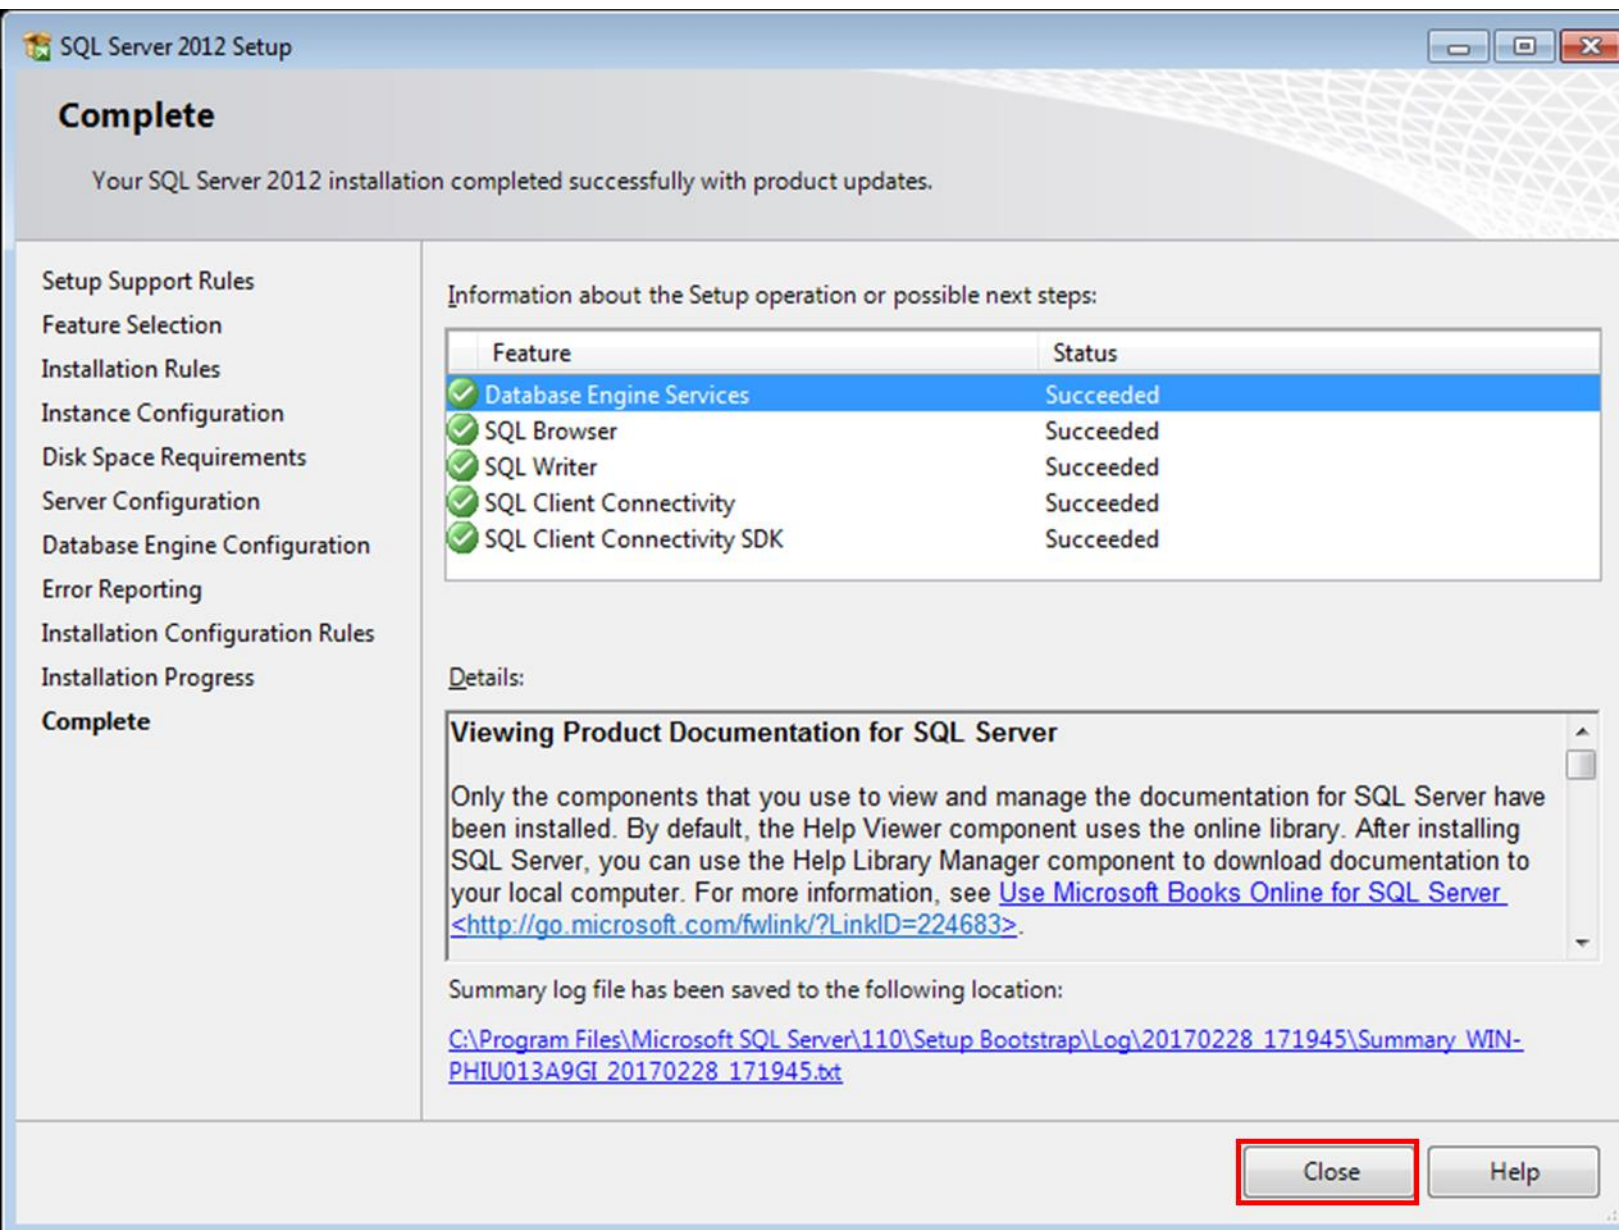 SQL Server 2012 Setup
Complete
Your SQL Server 2012 installation completed successfully with product updates.
Setup Support Rules
Feature Selection
Installation Rules
Instance Configuration
Disk Space Requirements
Server Configuration
Database Engine Configuration
Error Reporting
Installation Configuration Rules
Installation Progress
Complete
Information about the Setup operation or possible next steps:
Feature Status
Database Engine Services Succeeded
SQL Browser Succeeded
SQL Writer Succeeded
SQL Client Connectivity Succeeded
SQL Client Connectivity SDK Succeeded
Details:
Viewing Product Documentation for SQL Server
Only the components that you use to view and manage the documentation for SQL Server have
been installed. By default, the Help Viewer component uses the online library. After installing
SQL Server, you can use the Help Library Manager component to download documentation to
your local computer. For more information, see Use Microsoft Books Online for SQL Server
<http://go.microsoft.com/fwlink/?LinkID=224683>.
Summary log file has been saved to the following location:
C:\Program Files\Microsoft SQL Server\110\Setup Bootstrap\Log\20170228_171945\Summary_WIN-
PHIU013A9GI_20170228_171945.txt
Close Help